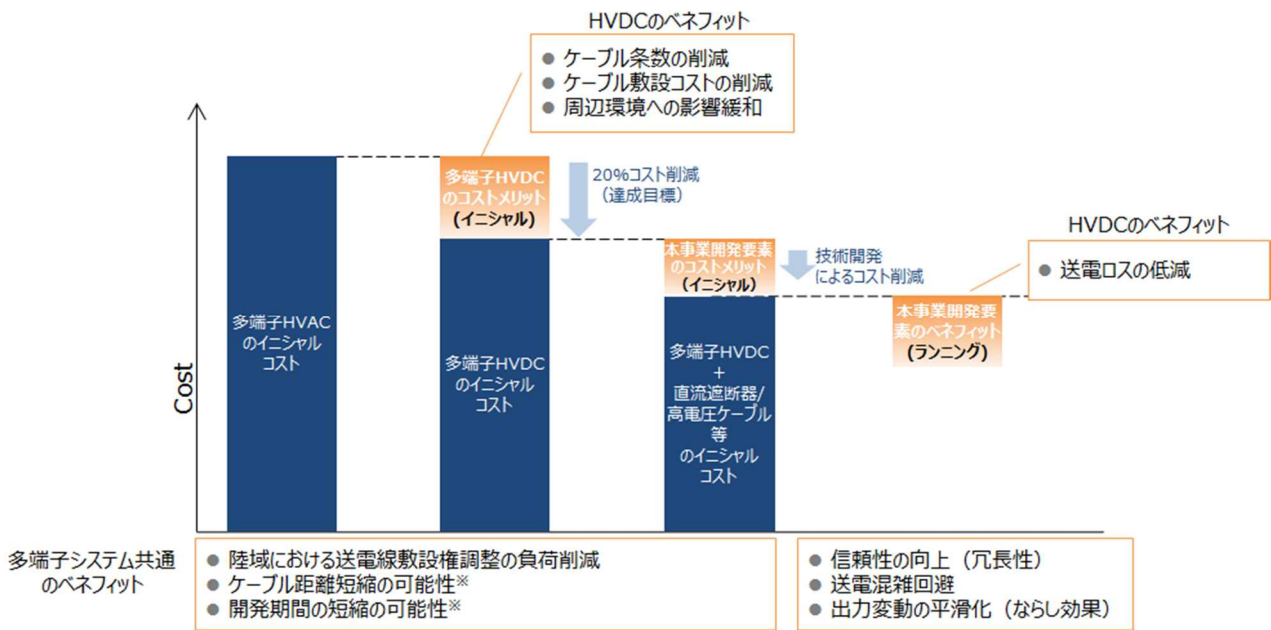 HVDCのベネフィット
● ケーブル条数の削減
● ケーブル敷設コストの削減
● 周辺環境への影響緩和
多端子HVDC
のコストメリット
(イニシャル)
20%コスト削減
（達成目標）
HVDCのベネフィット
● 送電ロスの低減
本事業開発要素
のコストメリット
(イニシャル)
技術開発
によるコスト削減
本事業開発要
素のベネフィット
(ランニング)
Cost
多端子HVAC
のイニシャル
コスト
多端子HVDC
のイニシャル
コスト
多端子HVDC
+
直流遮断器/
高電圧ケーブル
等
のイニシャル
コスト
多端子システム共通
のベネフィット
● 陸域における送電線敷設権調整の負荷削減
● ケーブル距離短縮の可能性※
● 開発期間の短縮の可能性※
● 信頼性の向上（冗長性）
● 送電混雑回避
● 出力変動の平滑化（ならし効果）